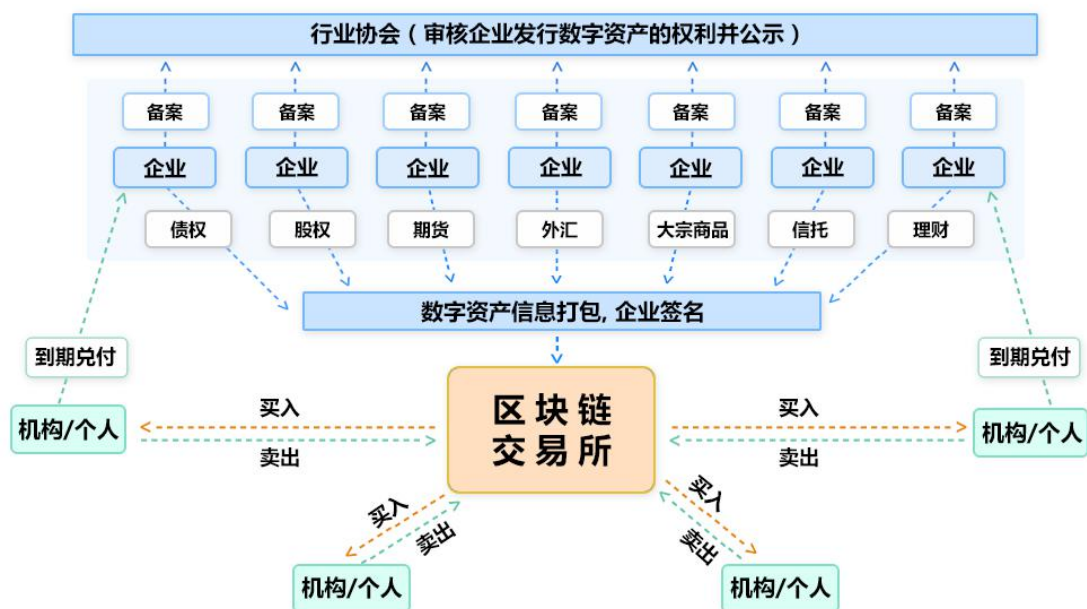 行业协会（审核企业发行数字资产的权利并公示）
备案 备案 备案 备案 备案 备案 备案
企业 企业 企业 企业 企业 企业 企业
债权 股权 期货 外汇 大宗商品 信托 理财
数字资产信息打包, 企业签名
到期兑付 到期兑付
区块链
交易所
机构/个人 机构/个人
买入 买入
卖出 卖出
买入 买入
卖出 卖出
机构/个人 机构/个人